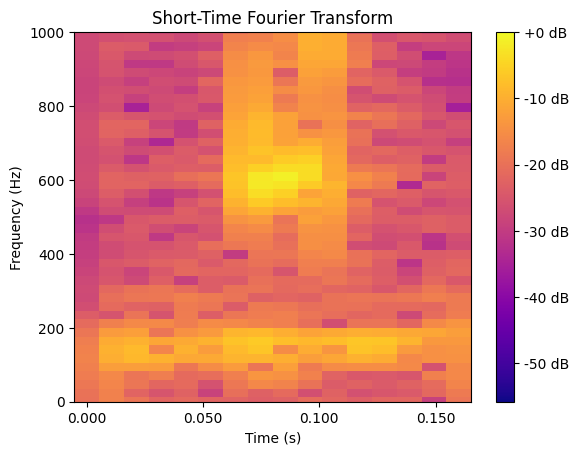 Short-Time Fourier Transform
Frequency (Hz)
1000
800
600
400
200
0
0.000
0.050
0.100
0.150
Time (s)
+0 dB
-10 dB
-20 dB
-30 dB
-40 dB
-50 dB